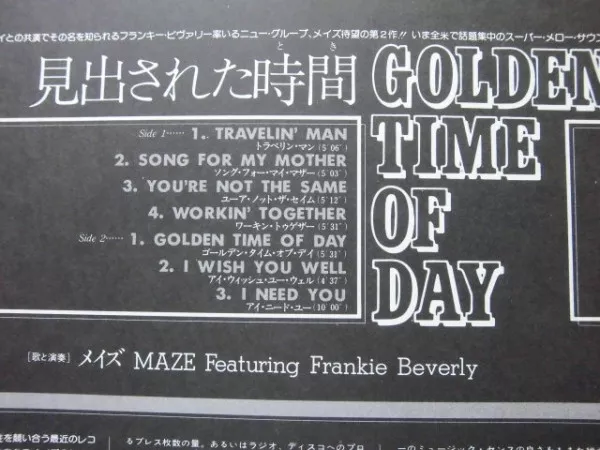 イとの共演でその名を知られるフランキー・ビヴァリー率いるニュー・グループ、メイズ待望の第2作!! いま全米で話題集中のスーパー・メロー・サウン
とき
見出された時間
GOLDEN
TIME
OF
DAY
Side 1…… 1. TRAVELIN' MAN
トラベリン・マン(5´06˝)
2. SONG FOR MY MOTHER
ソング・フォー・マイ・マザー(5´03˝)
3. YOU'RE NOT THE SAME
ユーア・ノット・ザ・セイム(5´12˝)
4. WORKIN' TOGETHER
ワーキン・トゥゲザー(5´31˝)
Side 2…… 1. GOLDEN TIME OF DAY
ゴールデン・タイム・オブ・デイ(5´31˝)
2. I WISH YOU WELL
アイ・ウィッシュ・ユー・ウェル(4´37˝)
3. I NEED YOU
アイ・ニード・ユー(10´00˝)
[歌と演奏] メイズ MAZE Featuring Frankie Beverly
在を競い合う最近のレコ
るプレス枚数の量。あるいはラジオ、ディスコへのプロ